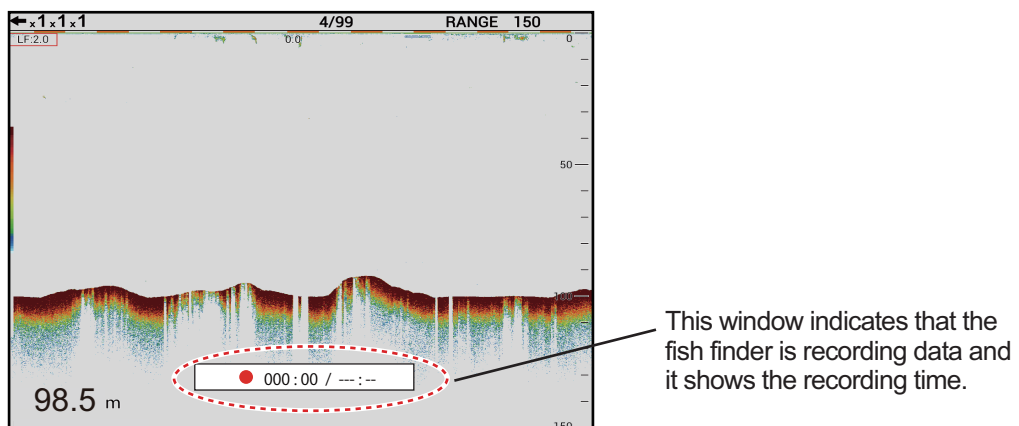 ←x1x1x1 4/99 RANGE 150
LF:2.0 0.0 0
50
100
This window indicates that the
fish finder is recording data and
it shows the recording time.
000:00 / ---:--
98.5 m
150